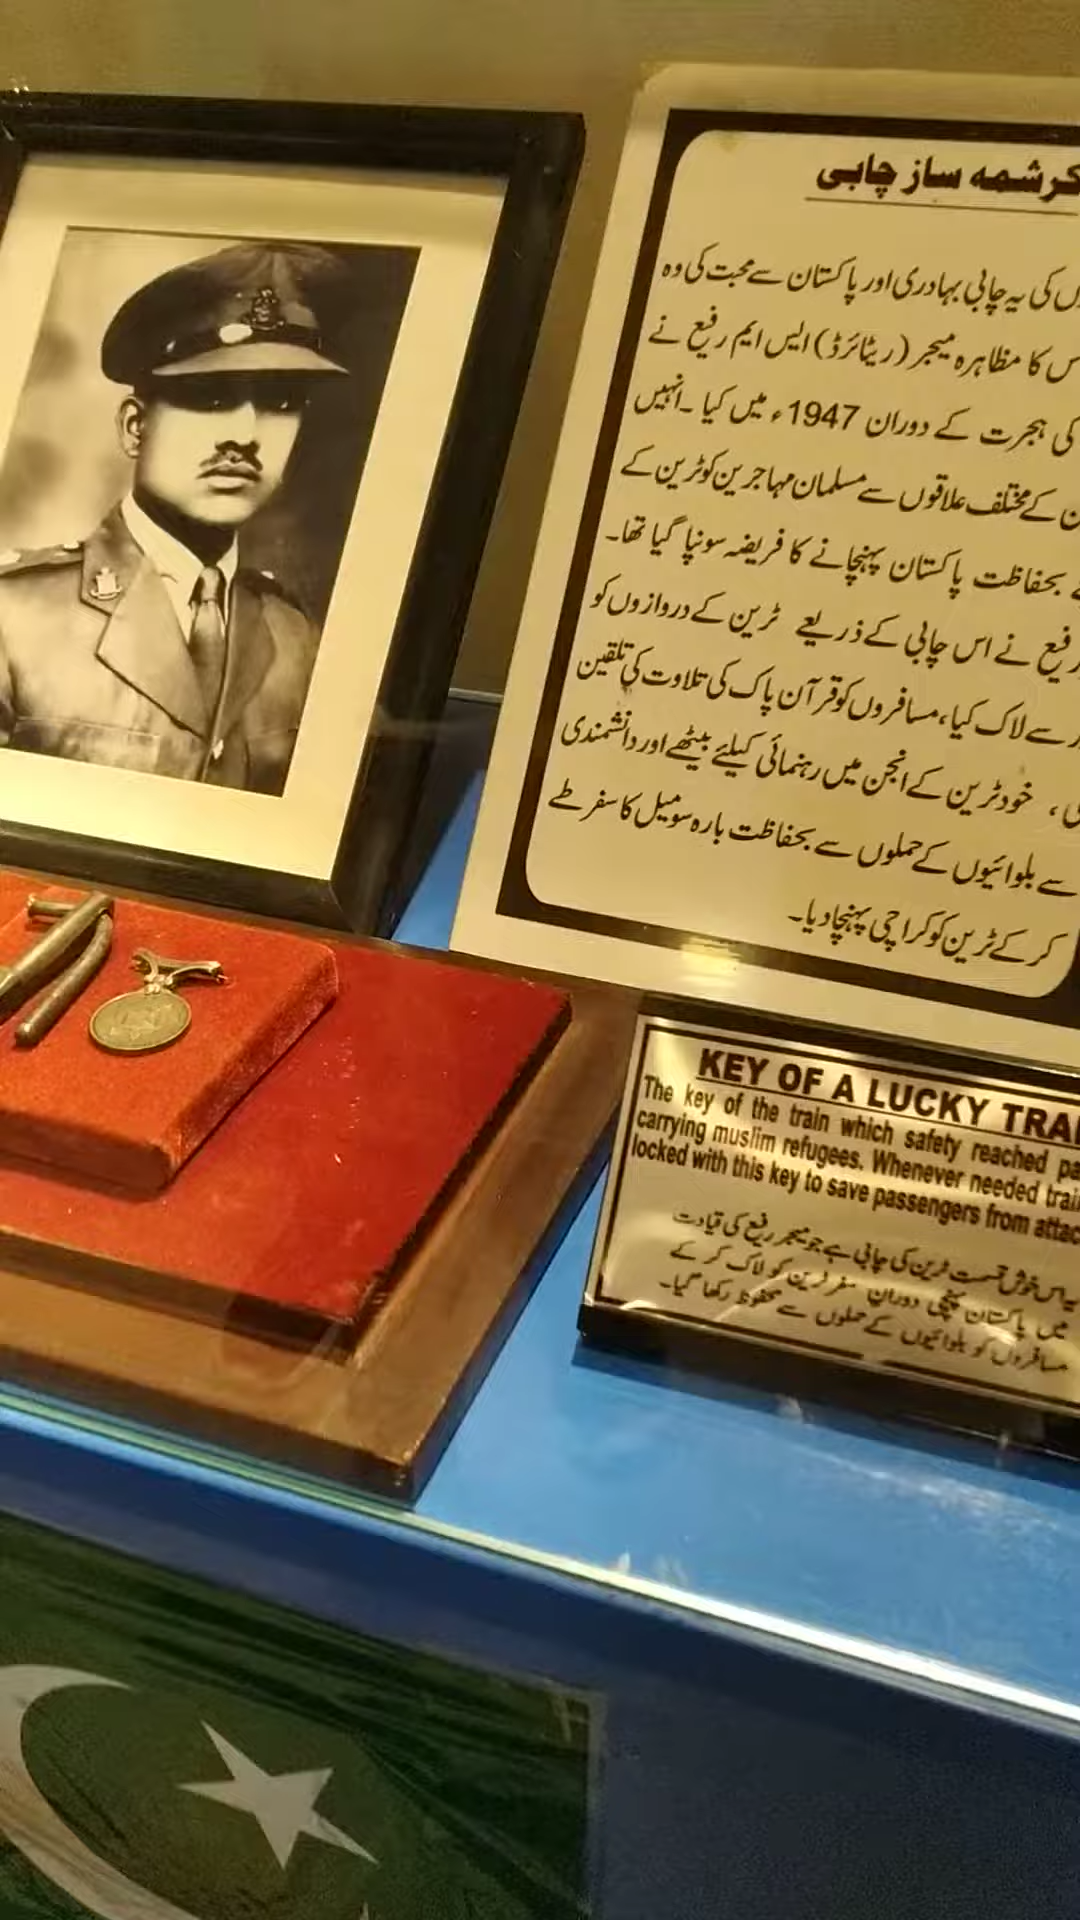 کرشمہ ساز چابی
کی یہ چابی بہادری اور پاکستان سے محبت کی وہ
کا مظاہرہ میجر (ریٹائرڈ) ایس ایم رفیع نے
کی ہجرت کے دوران 1947ء میں کیا۔ انہیں
کے مختلف علاقوں سے مسلمان مہاجرین کو ٹرین کے
بحفاظت پاکستان پہنچانے کا فریضہ سونپا گیا تھا۔
رفیع نے اس چابی کے ذریعے ٹرین کے دروازوں کو
سے لاک کیا، مسافروں کو قرآن پاک کی تلاوت کی تلقین
، خود ٹرین کے انجن میں رہنمائی کیلئے بیٹھے اور دانشمندی
سے بلوائیوں کے حملوں سے بحفاظت بارہ سو میل کا سفر طے
کر کے ٹرین کو کراچی پہنچا دیا۔
KEY OF A LUCKY TRAI
The key of the train which safety reached pa
carrying muslim refugees. Whenever needed trai
locked with this key to save passengers from attac
یہ اس خوش قسمت ٹرین کی چابی ہے جو میجر رفیع کی قیادت
میں پاکستان پہنچی دوران سفر ٹرین کو لاک کر کے
مسافروں کو بلوائیوں کے حملوں سے محفوظ رکھا گیا۔